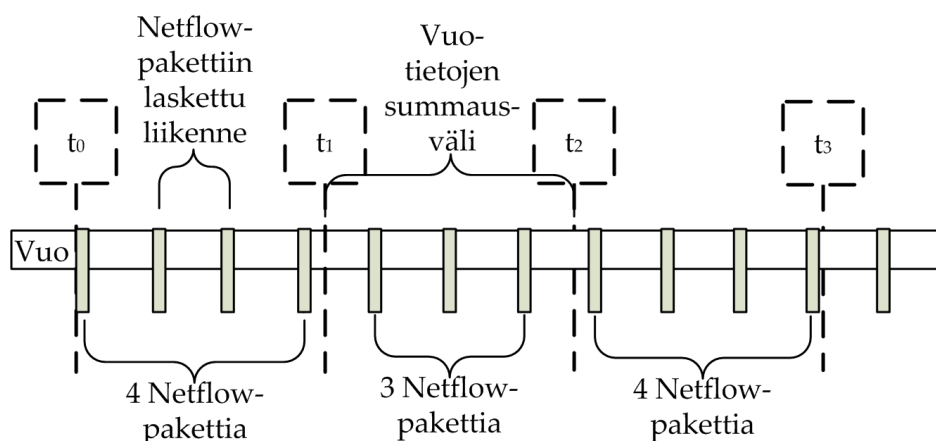 Netflow-
pakettiin
laskettu
liikenne
Vuo-
tietojen
summaus-
väli
t₀
t₁
t₂
t₃
Vuo
4 Netflow-
pakettia
3 Netflow-
pakettia
4 Netflow-
pakettia